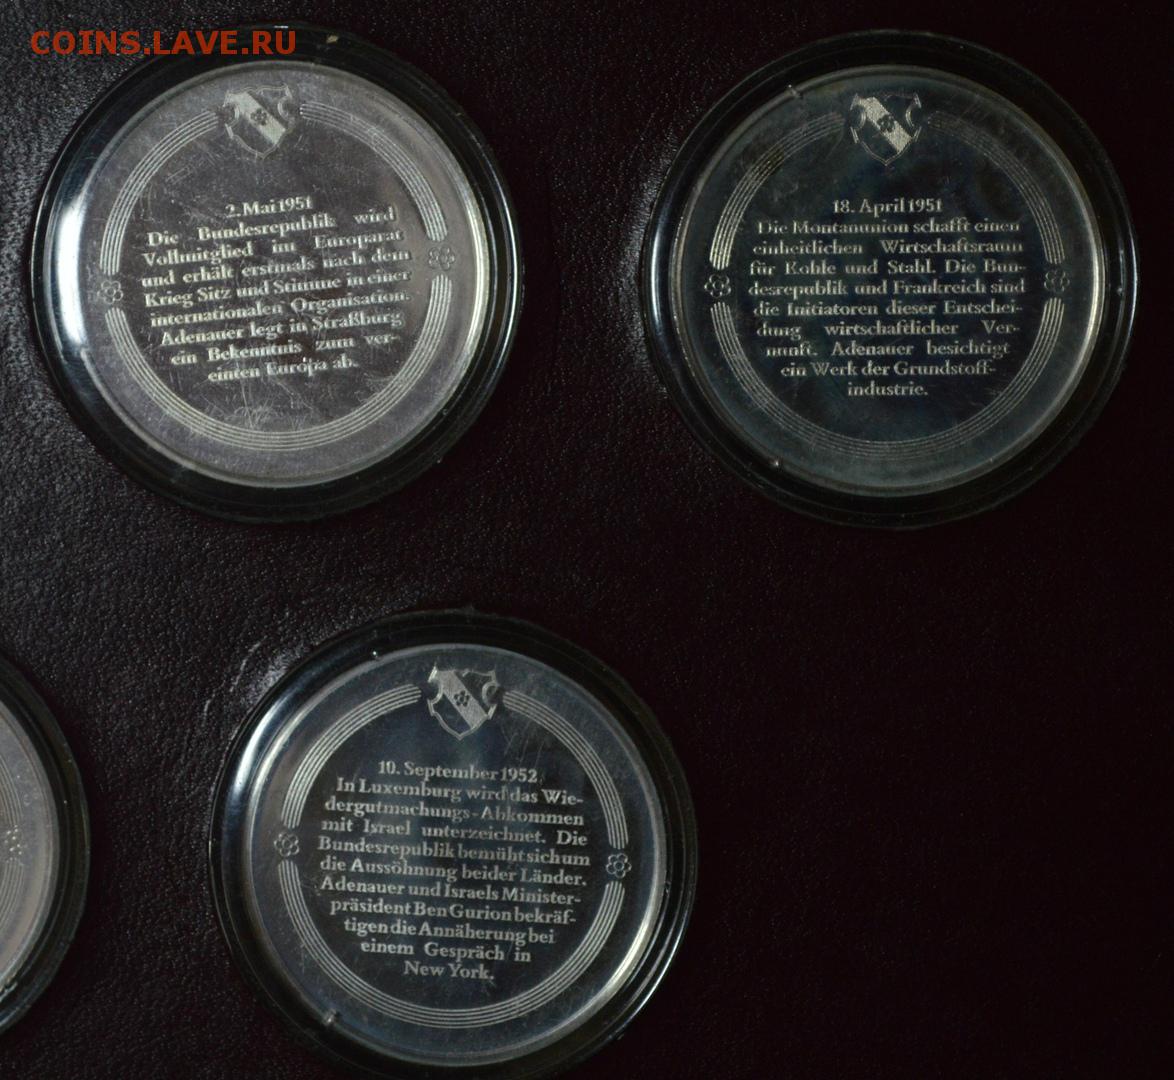 COINS.LAVE.RU
2. Mai 1951
Die Bundesrepublik wird
Vollmitglied im Europarat
und erhält erstmals nach dem
Krieg Sitz und Stimme in einer
internationalen Organisation.
Adenauer legt in Straßburg
ein Bekenntnis zum ver-
einten Europa ab.
18. April 1951
Die Montanunion schafft einen
einheitlichen Wirtschaftsraum
für Kohle und Stahl. Die Bun-
desrepublik und Frankreich sind
die Initiatoren dieser Entschei-
dung wirtschaftlicher Ver-
nunft. Adenauer besichtigt
ein Werk der Grundstoff-
industrie.
10. September 1952
In Luxemburg wird das Wie-
dergutmachungs-Abkommen
mit Israel unterzeichnet. Die
Bundesrepublik bemüht sich um
die Aussöhnung beider Länder.
Adenauer und Israels Minister-
präsident Ben Gurion bekräf-
tigen die Annäherung bei
einem Gespräch in
New York.